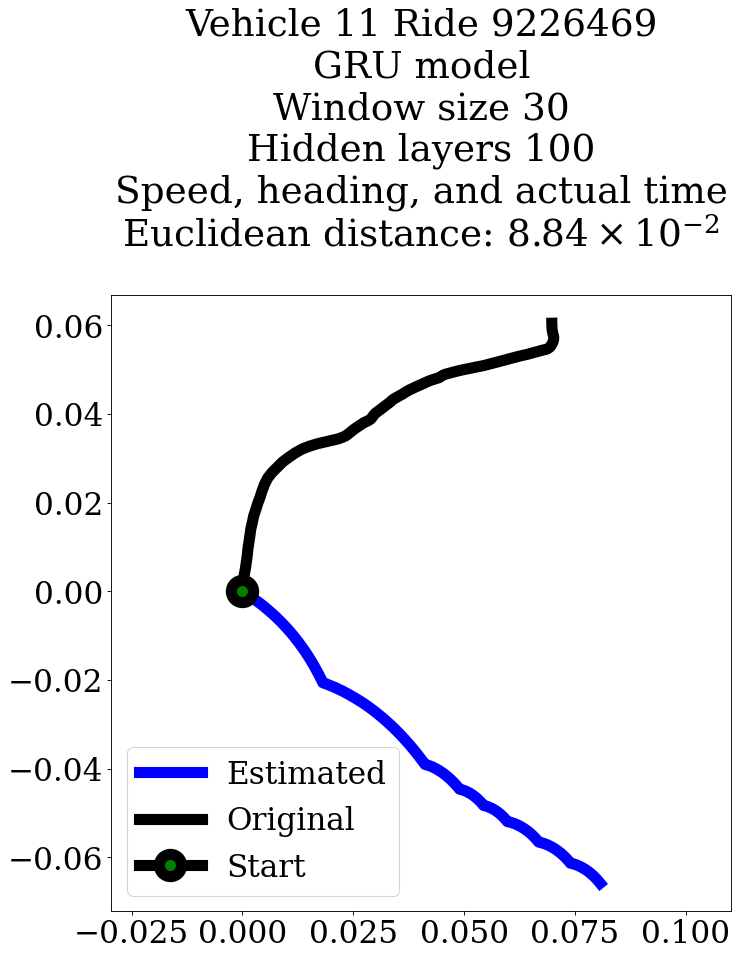 Vehicle 11 Ride 9226469
GRU model
Window size 30
Hidden layers 100
Speed, heading, and actual time
Euclidean distance: 8.84 × 10⁻²
0.06
0.04
0.02
0.00
−0.02
−0.04
−0.06
Estimated
Original
Start
−0.025 0.000 0.025 0.050 0.075 0.100